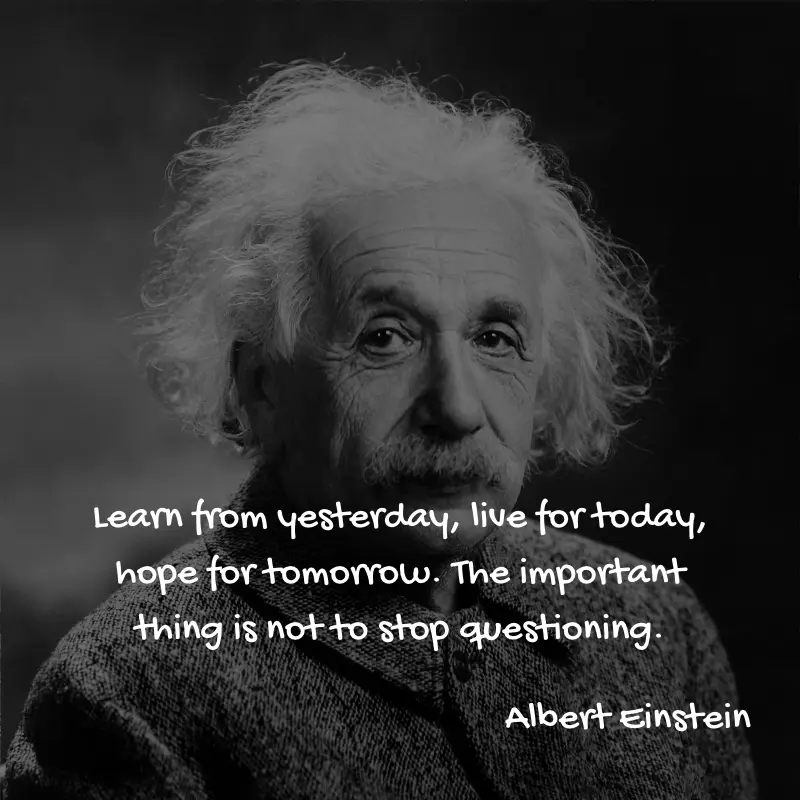 Learn from yesterday, live for today,
hope for tomorrow. The important
thing is not to stop questioning.
Albert Einstein